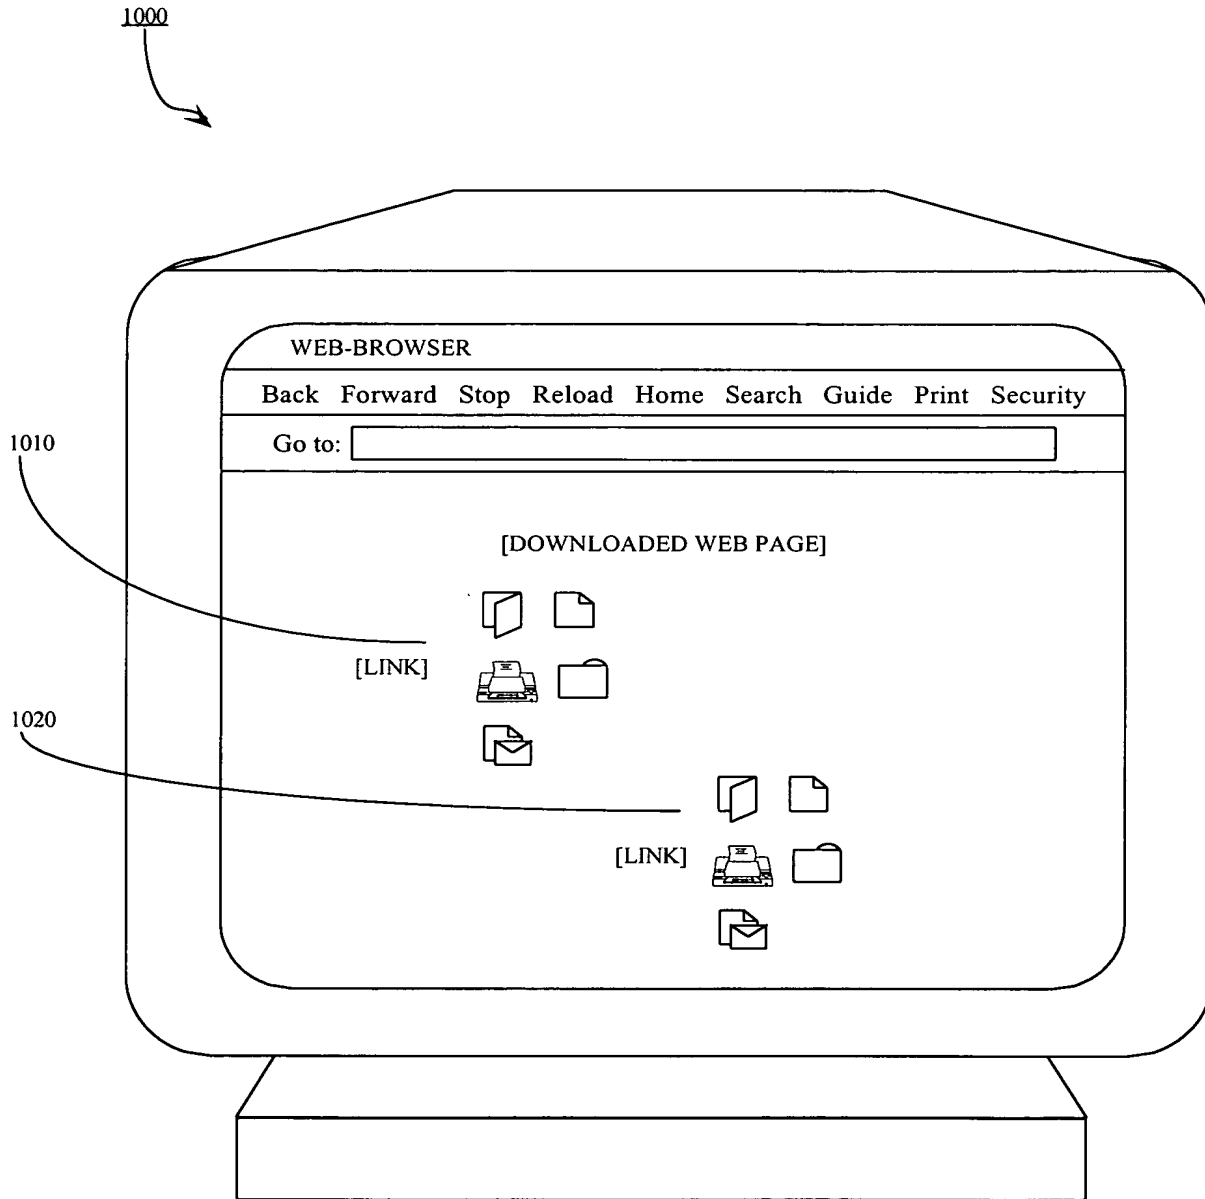 1000
WEB-BROWSER
Back Forward Stop Reload Home Search Guide Print Security
Go to:
1010
[DOWNLOADED WEB PAGE]
[LINK]
1020
[LINK]